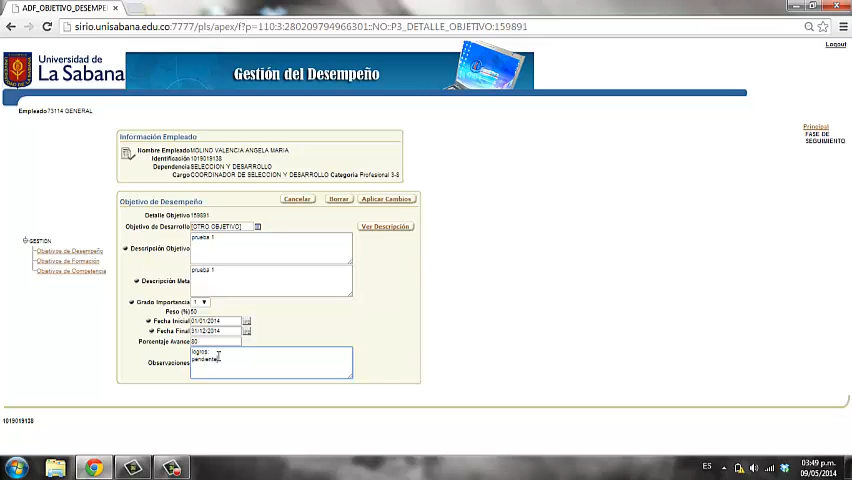 ADF_OBJETIVO_DESEMPE
sirio.unisabana.edu.co:7777/pls/apex/f?p=110:3:280209794966301::NO::P3_DETALLE_OBJETIVO:159891
Logout
Universidad de
La Sabana
Gestión del Desempeño
Empleado 73114 GENERAL
Principal
FASE DE
SEGUIMIENTO
Información Empleado
Nombre Empleado MOLINO VALENCIA ANGELA MARIA
Identificación 1019019138
Dependencia SELECCION Y DESARROLLO
Cargo COORDINADOR DE SELECCION Y DESARROLLO Categoria Profesional 3-8
Objetivo de Desempeño
Cancelar
Borrar
Aplicar Cambios
Detalle Objetivo 159891
Objetivo de Desarrollo [OTRO OBJETIVO]
Ver Descripción
GESTION
Objetivos de Desempeño
Objetivos de Formación
Objetivos de Competencia
Descripción Objetivo prueba 1
Descripción Meta prueba 1
Grado Importancia 1
Peso (%) 50
Fecha Inicial 01/01/2014
Fecha Final 31/12/2014
Porcentaje Avance 80
Observaciones
logros:
pendiente
1019019138
ES
03:49 p.m.
09/05/2014